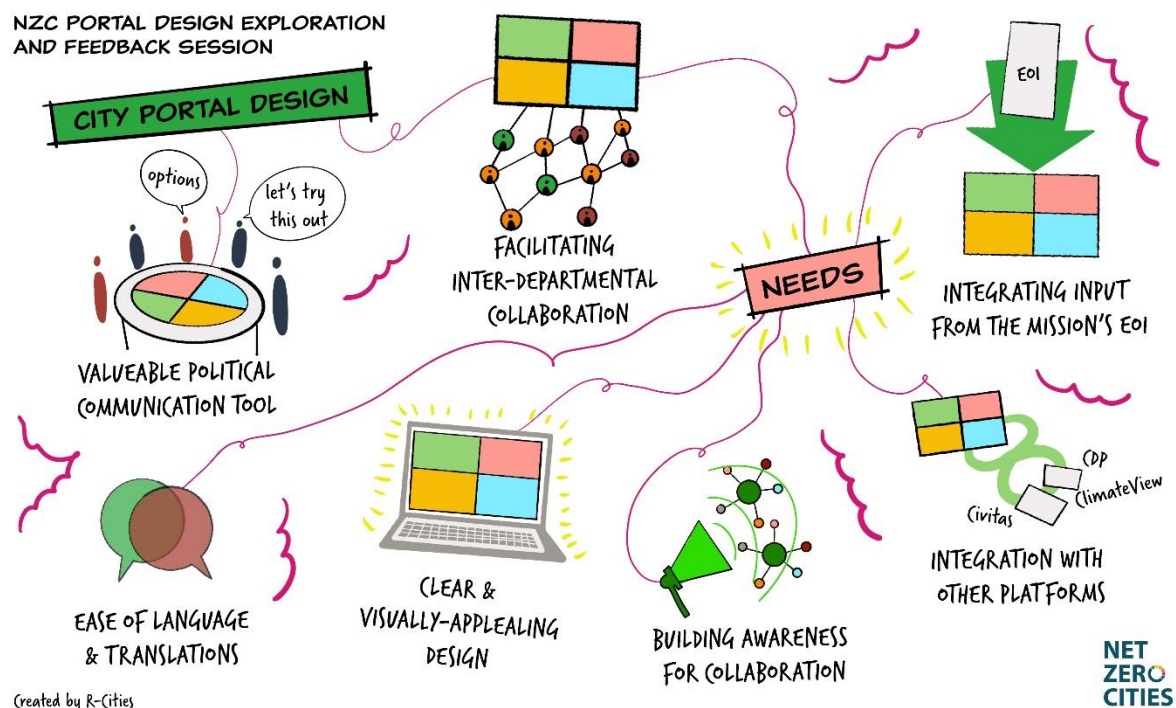 NZC PORTAL DESIGN EXPLORATION
AND FEEDBACK SESSION
CITY PORTAL DESIGN
options
let's try
this out
VALUEABLE POLITICAL
COMMUNICATION TOOL
FACILITATING
INTER-DEPARTMENTAL
COLLABORATION
NEEDS
EOI
INTEGRATING INPUT
FROM THE MISSION'S EOI
CDP
ClimateView
Civitas
INTEGRATION WITH
OTHER PLATFORMS
EASE OF LANGUAGE
& TRANSLATIONS
CLEAR &
VISUALLY-APPLEALING
DESIGN
BUILDING AWARENESS
FOR COLLABORATION
Created by R-Cities
NET
ZERO
CITIES